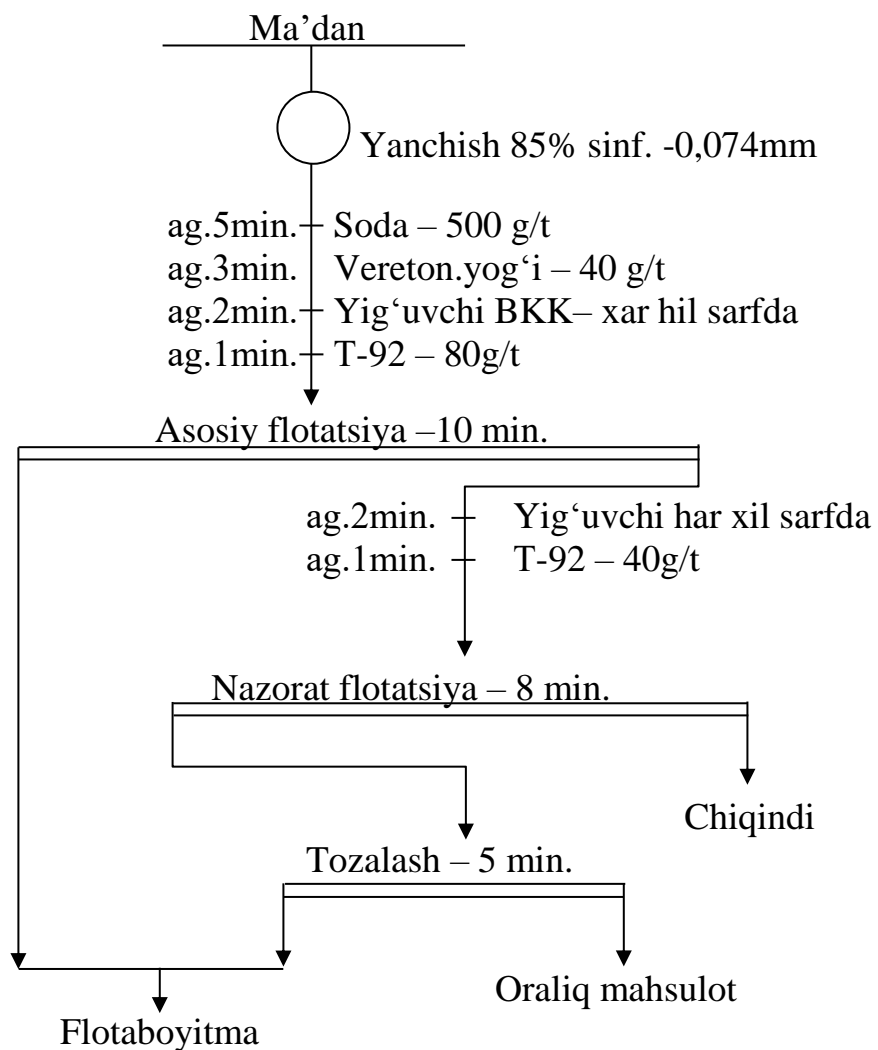 Ma’dan
Yanchish 85% sinf. -0,074mm
ag.5min. Soda – 500 g/t
ag.3min. Vereton.yog‘i – 40 g/t
ag.2min. Yig‘uvchi BKK– xar hil sarfda
ag.1min. T-92 – 80g/t
Asosiy flotatsiya –10 min.
ag.2min. Yig‘uvchi har xil sarfda
ag.1min. T-92 – 40g/t
Nazorat flotatsiya – 8 min.
Chiqindi
Tozalash – 5 min.
Oraliq mahsulot
Flotaboyitma